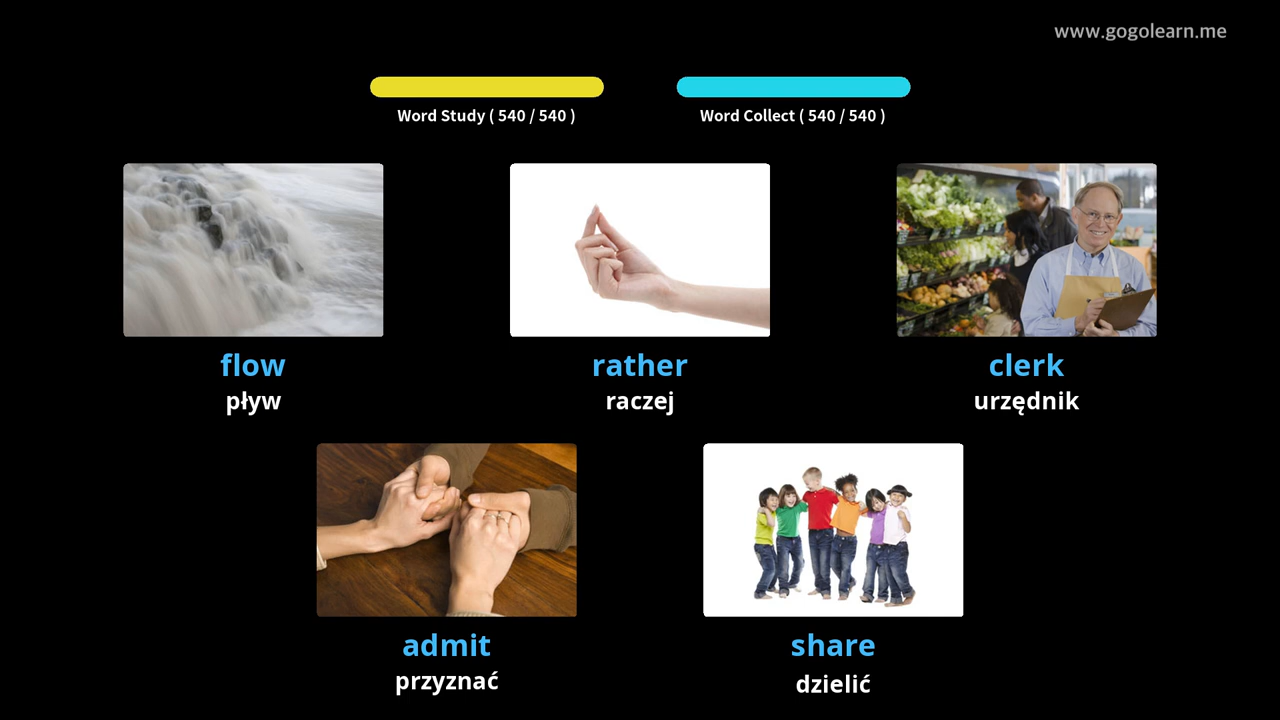 www.gogolearn.me
Word Study ( 540 / 540 )
Word Collect ( 540 / 540 )
flow
pływ
rather
raczej
clerk
urzędnik
admit
przyznać
share
dzielić